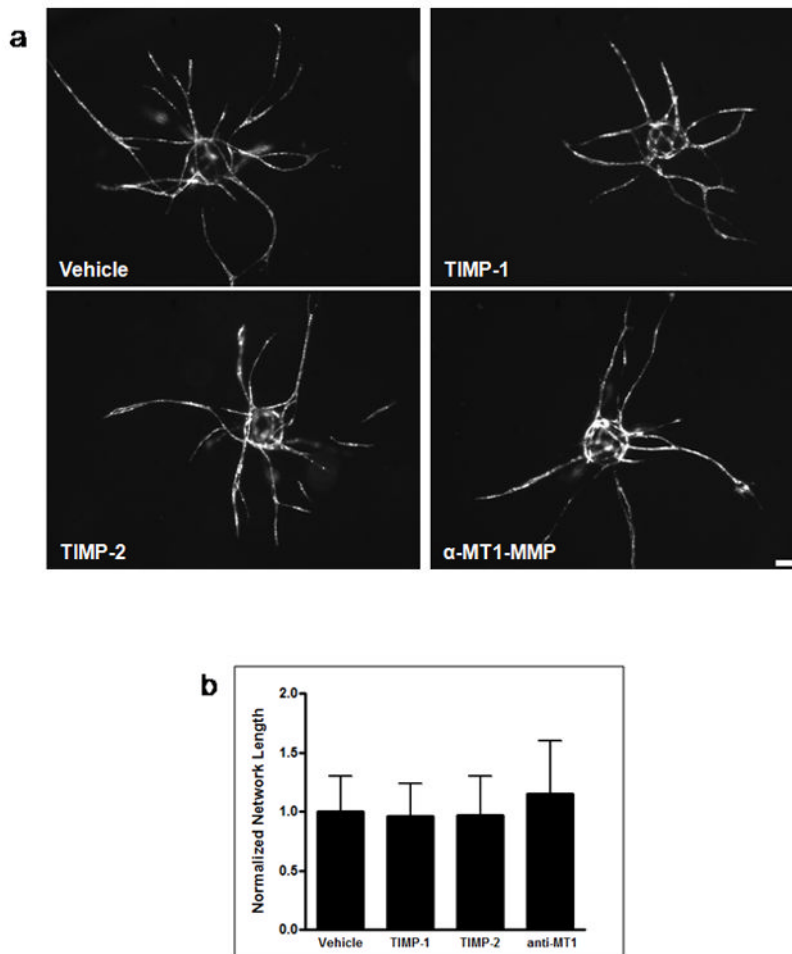 a
Vehicle
TIMP-1
TIMP-2
α-MT1-MMP
b
Normalized Network Length
2.0
1.5
1.0
0.5
0.0
Vehicle TIMP-1 TIMP-2 anti-MT1